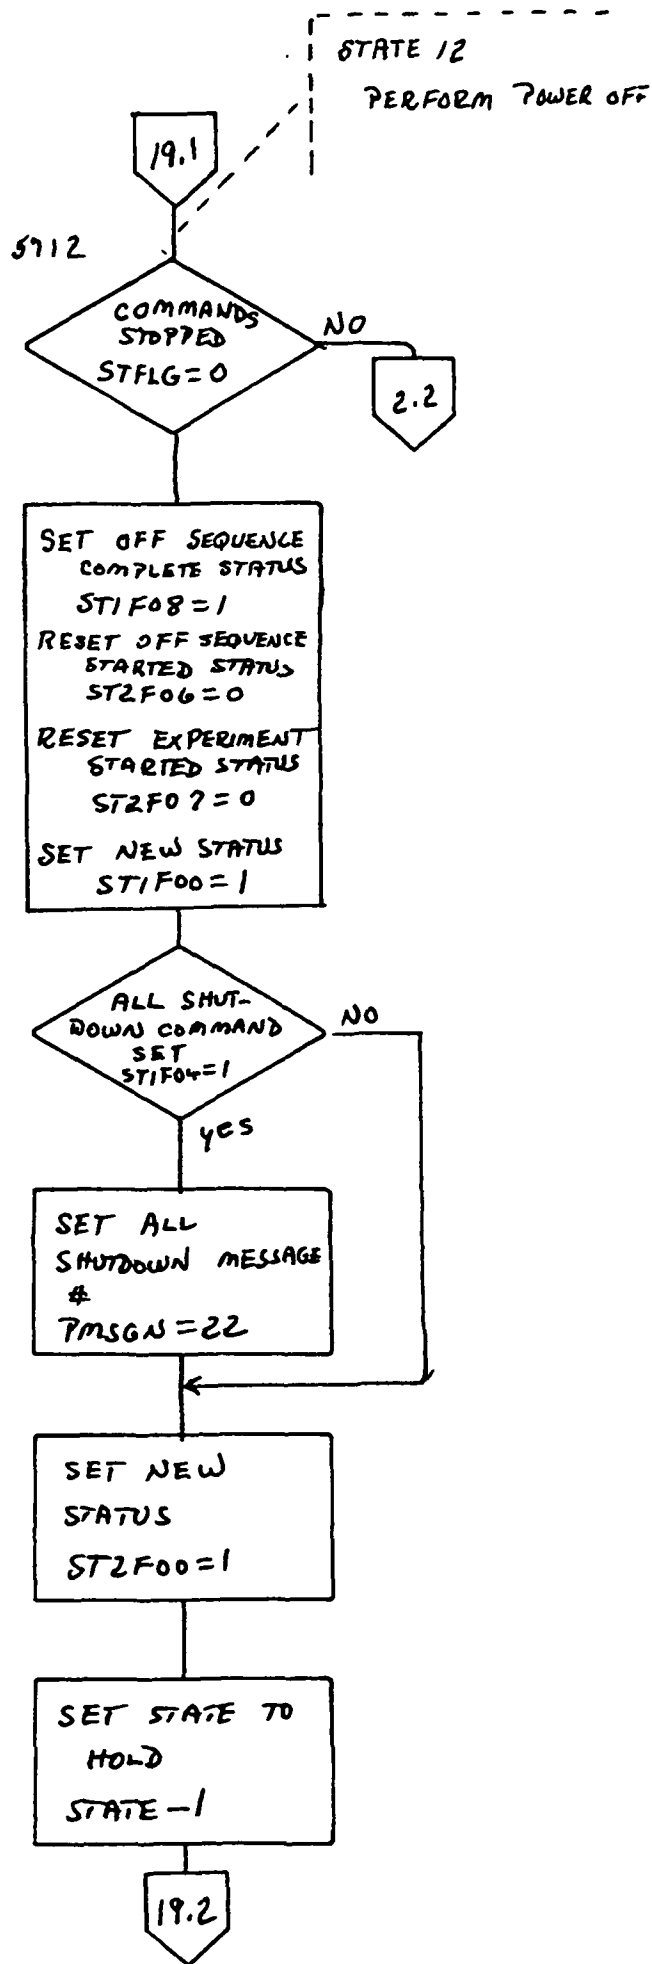 STATE 12
PERFORM POWER OFF
19.1
ST12
COMMANDS
STOPPED
STFLG=0
NO
2.2
SET OFF SEQUENCE
COMPLETE STATUS
ST1F08=1
RESET OFF SEQUENCE
STARTED STATUS
ST2F06=0
RESET EXPERIMENT
STARTED STATUS
ST2F07=0
SET NEW STATUS
ST1F00=1
ALL SHUT-
DOWN COMMAND
SET
ST1F04=1
NO
yes
SET ALL
SHUTDOWN MESSAGE
#
PMSGN=22
SET NEW
STATUS
ST2F00=1
SET STATE TO
HOLD
STATE-1
19.2